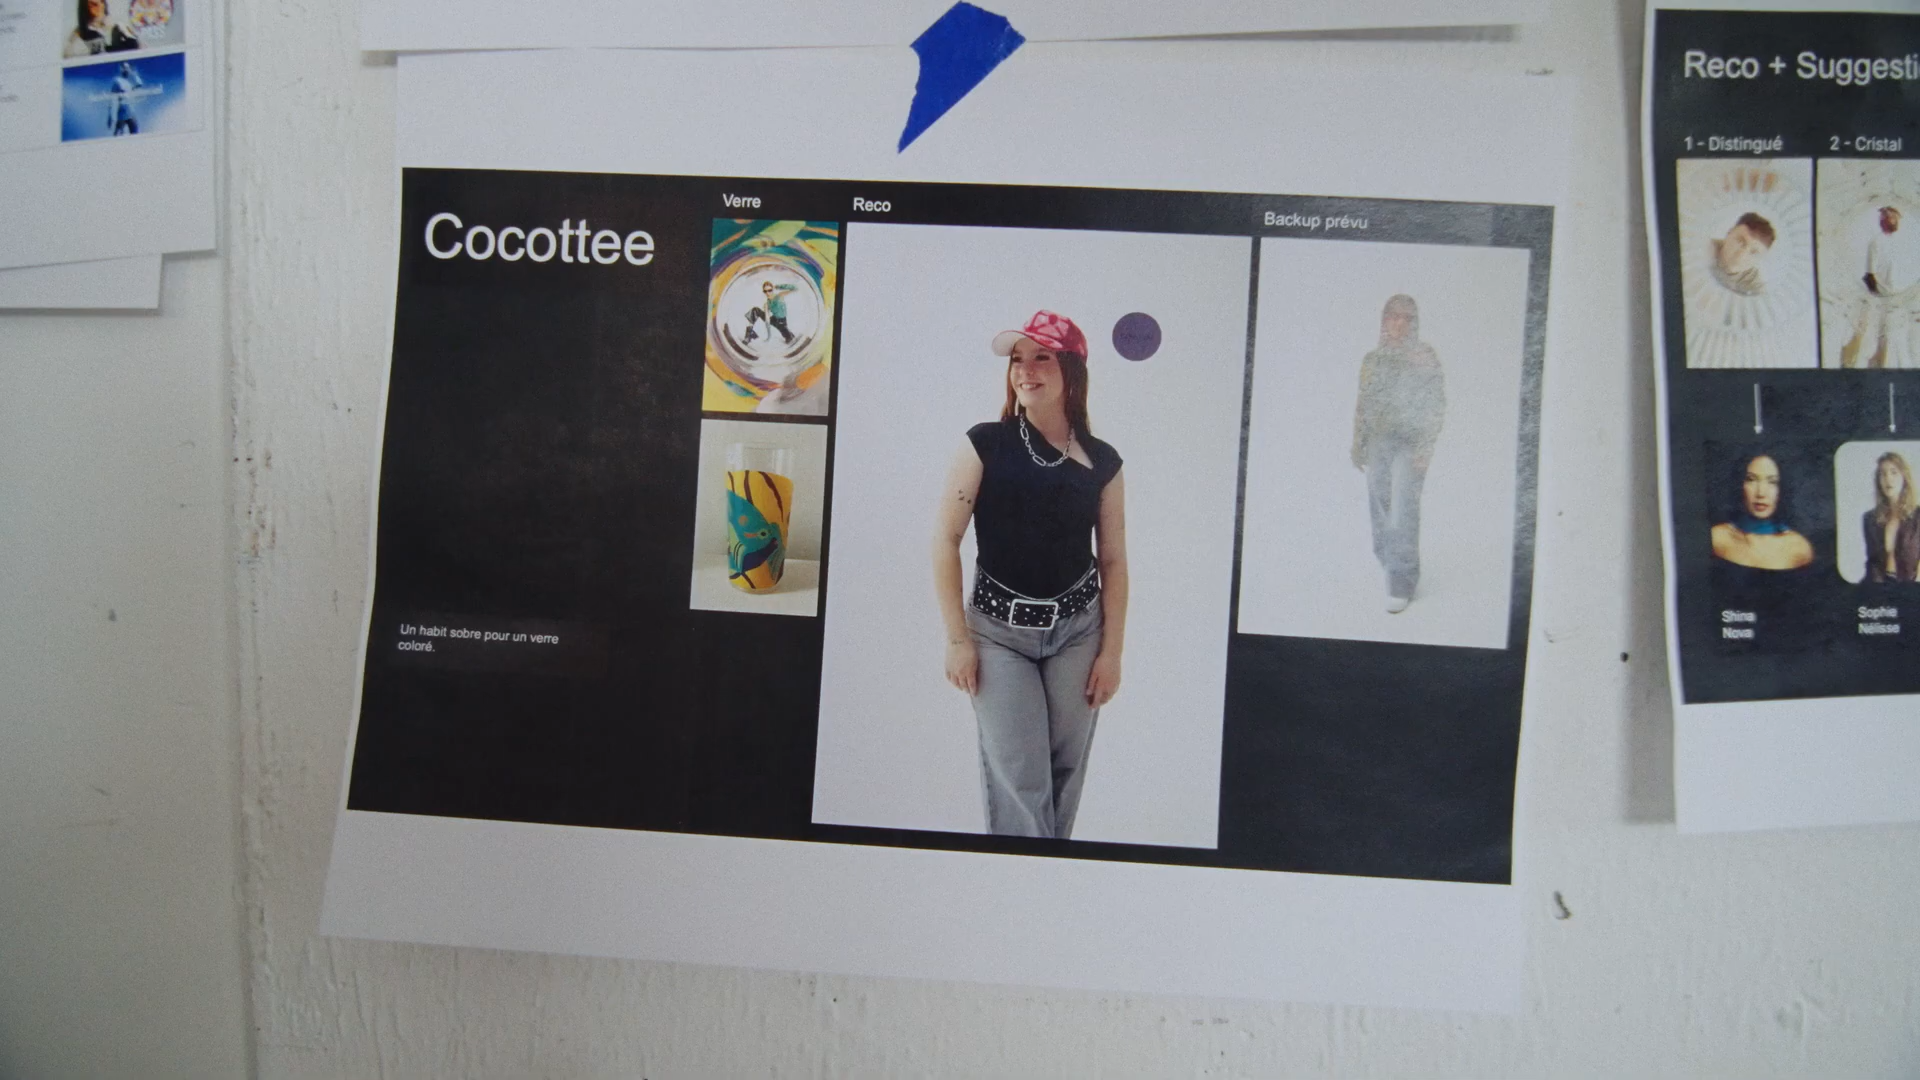 Cocottee
Verre
Reco
Backup prévu
Un habit sobre pour un verre
coloré.
Reco + Suggesti
1 - Distingué
2 - Cristal
Shina
Nova
Sophie
Nélisse